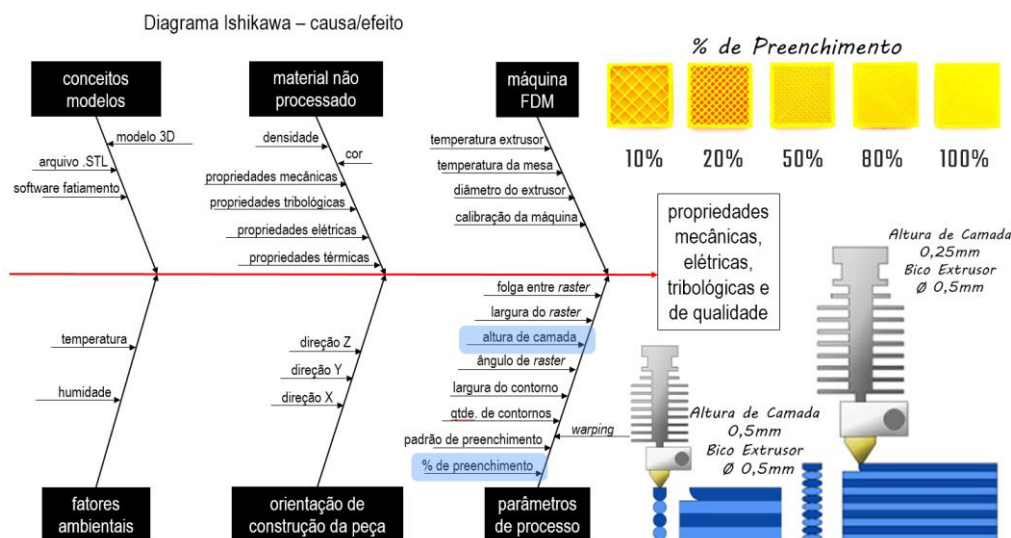 Diagrama Ishikawa – causa/efeito
conceitos
modelos
material não
processado
máquina
FDM
modelo 3D
arquivo .STL
software fatiamento
densidade
cor
propriedades mecânicas
propriedades tribológicas
propriedades elétricas
propriedades térmicas
temperatura extrusor
temperatura da mesa
diâmetro do extrusor
calibração da máquina
% de Preenchimento
10% 20% 50% 80% 100%
propriedades
mecânicas,
elétricas,
tribológicas e
de qualidade
Altura de Camada
0,25mm
Bico Extrusor
Ø 0,5mm
temperatura
humidade
direção Z
direção Y
direção X
folga entre raster
largura do raster
altura de camada
ângulo de raster
largura do contorno
qtde. de contornos
warping
padrão de preenchimento
% de preenchimento
Altura de Camada
0,5mm
Bico Extrusor
Ø 0,5mm
fatores
ambientais
orientação de
construção da peça
parâmetros
de processo